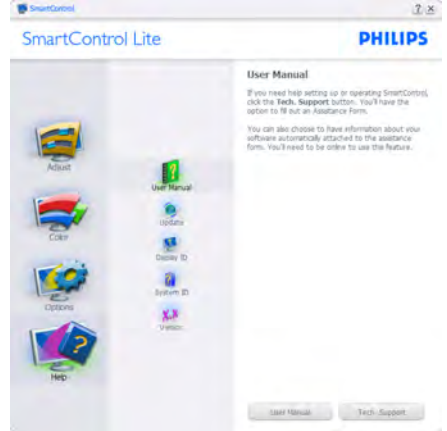 SmartControl
SmartControl Lite
PHILIPS
Adjust
Color
Options
Help
User Manual
Update
Display ID
System ID
Version
User Manual
If you need help setting up or operating SmartControl,
click the Tech. Support button. You'll have the
option to fill out an Assistance Form.
You can also choose to have information about your
software automatically attached to the assistance
form. You'll need to be online to use the feature.
User Manual
Tech. Support